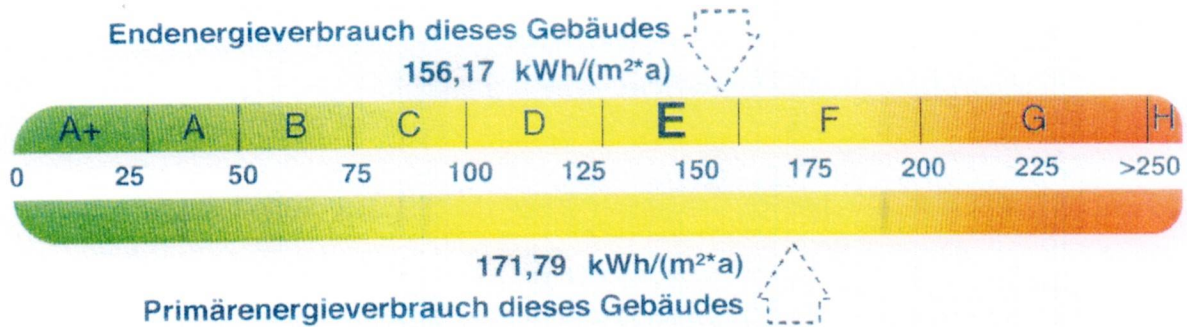 Endenergieverbrauch dieses Gebäudes
156,17 kWh/(m²*a)
A+ A B C D E F G H
0 25 50 75 100 125 150 175 200 225 >250
171,79 kWh/(m²*a)
Primärenergieverbrauch dieses Gebäudes